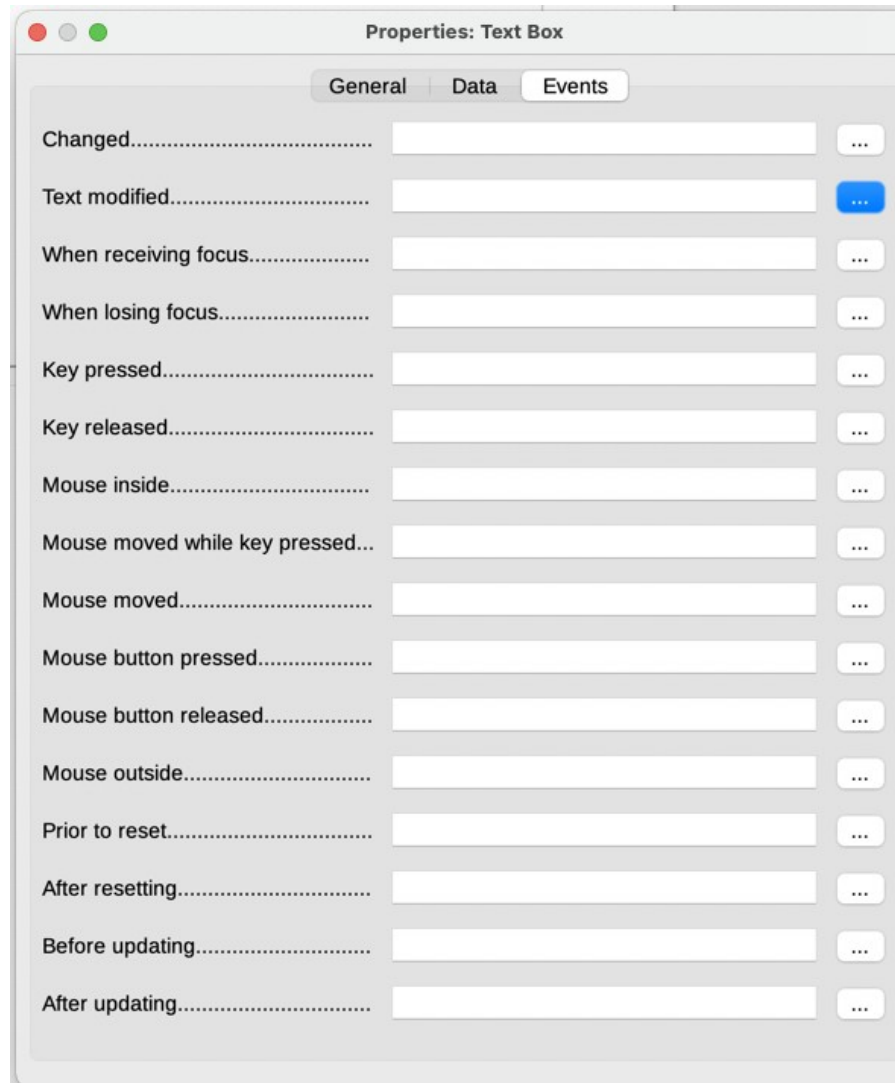 Properties: Text Box
General Data Events
Changed........................................ ...
Text modified................................. ...
When receiving focus.................... ...
When losing focus......................... ...
Key pressed................................... ...
Key released.................................. ...
Mouse inside................................. ...
Mouse moved while key pressed... ...
Mouse moved................................ ...
Mouse button pressed................... ...
Mouse button released.................. ...
Mouse outside............................... ...
Prior to reset.................................. ...
After resetting................................ ...
Before updating............................. ...
After updating................................ ...